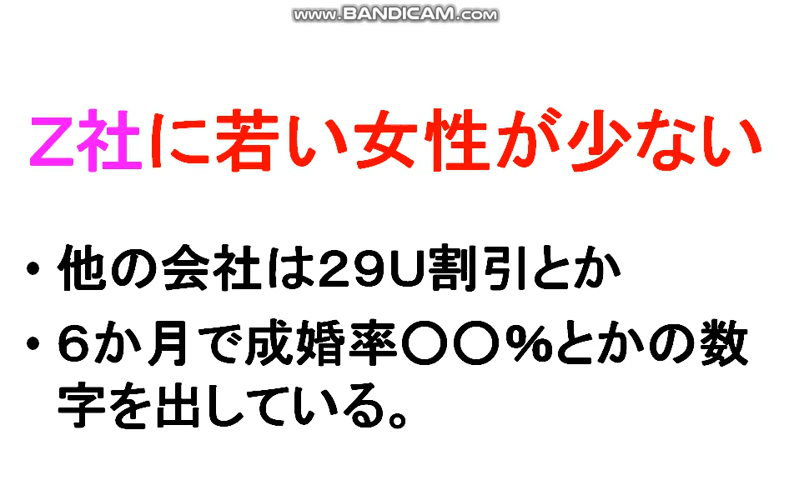 www.BANDICAM.com
Ｚ社に若い女性が少ない
・他の会社は２９Ｕ割引とか
・６か月で成婚率〇〇％とかの数
字を出している。